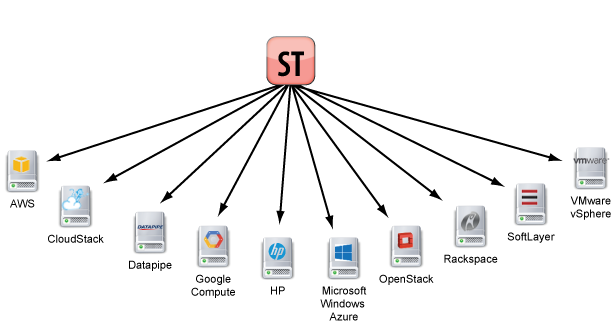 ST
AWS
CloudStack
DATAPIPE
Datapipe
Google
Compute
hp
HP
Microsoft
Windows
Azure
OpenStack
Rackspace
SoftLayer
vmware
VMware
vSphere